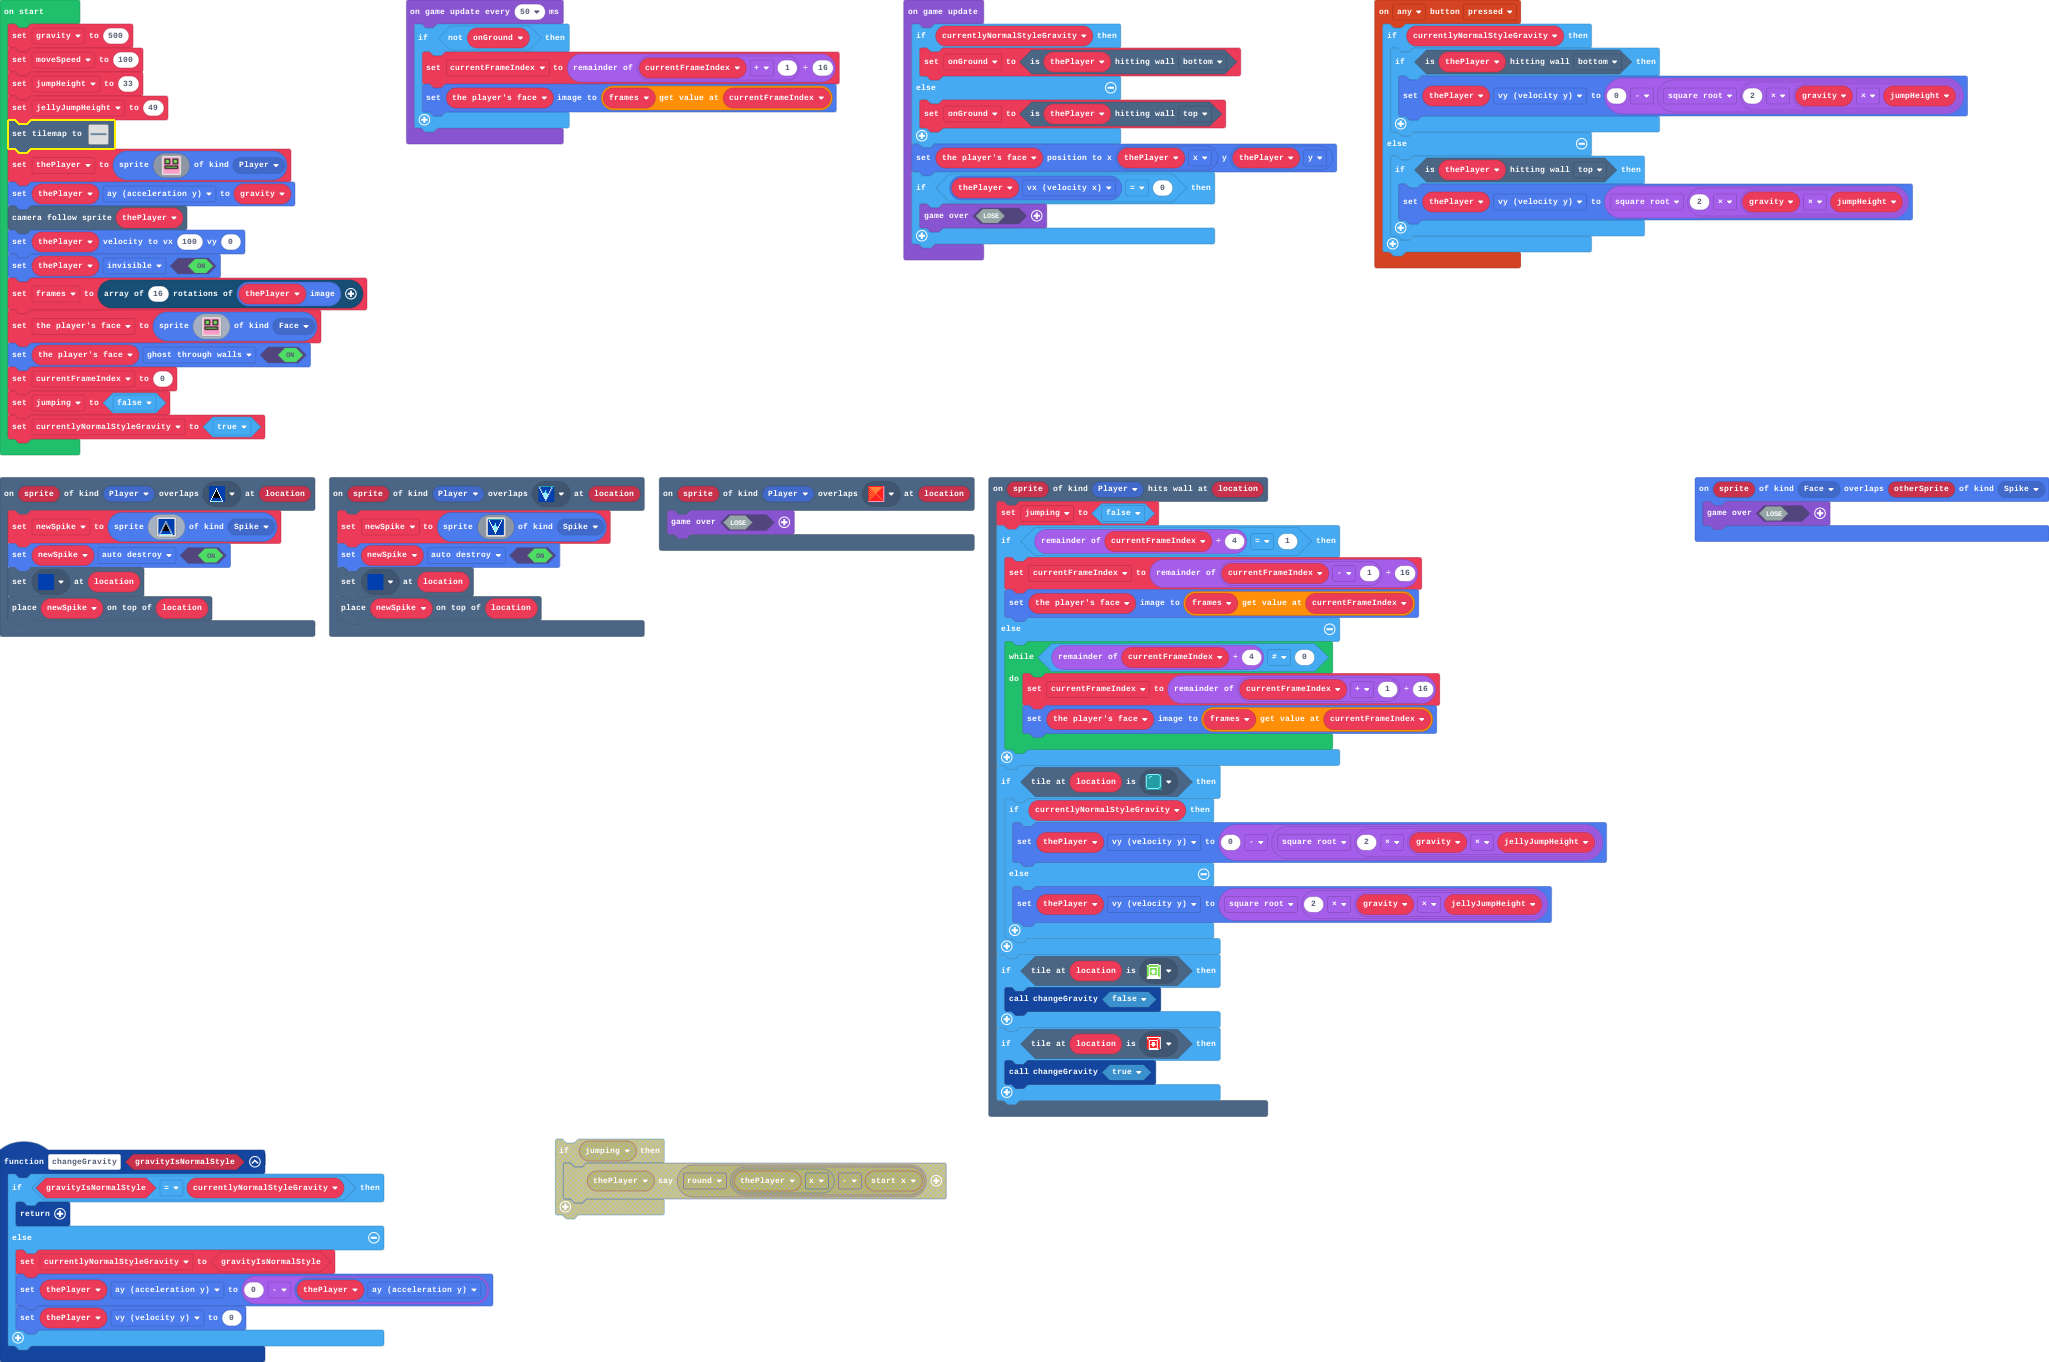 on start
set gravity to 500
set moveSpeed to 100
set jumpHeight to 33
set jellyJumpHeight to 49
set tilemap to
set thePlayer to sprite of kind Player
set thePlayer ay (acceleration y) to gravity
camera follow sprite thePlayer
set thePlayer velocity to vx 100 vy 0
set thePlayer invisible ON
set frames to array of 16 rotations of thePlayer image
set the player's face to sprite of kind Face
set the player's face ghost through walls ON
set currentFrameIndex to 0
set jumping to false
set currentlyNormalStyleGravity to true
on game update every 50 ms
if not onGround then
set currentFrameIndex to remainder of currentFrameIndex + 1 ÷ 16
set the player's face image to frames get value at currentFrameIndex
on game update
if currentlyNormalStyleGravity then
set onGround to is thePlayer hitting wall bottom
else
set onGround to is thePlayer hitting wall top
set the player's face position to x thePlayer x y thePlayer y
if thePlayer vx (velocity x) = 0 then
game over LOSE
on any button pressed
if currentlyNormalStyleGravity then
if is thePlayer hitting wall bottom then
set thePlayer vy (velocity y) to 0 - square root 2 × gravity × jumpHeight
else
if is thePlayer hitting wall top then
set thePlayer vy (velocity y) to square root 2 × gravity × jumpHeight
on sprite of kind Player overlaps at location
set newSpike to sprite of kind Spike
set newSpike auto destroy ON
set at location
place newSpike on top of location
on sprite of kind Player overlaps at location
set newSpike to sprite of kind Spike
set newSpike auto destroy ON
set at location
place newSpike on top of location
on sprite of kind Player overlaps at location
game over LOSE
on sprite of kind Player hits wall at location
set jumping to false
if remainder of currentFrameIndex ÷ 4 = 1 then
set currentFrameIndex to remainder of currentFrameIndex - 1 ÷ 16
set the player's face image to frames get value at currentFrameIndex
else
while remainder of currentFrameIndex ÷ 4 ≠ 0
do set currentFrameIndex to remainder of currentFrameIndex + 1 ÷ 16
set the player's face image to frames get value at currentFrameIndex
if tile at location is then
if currentlyNormalStyleGravity then
set thePlayer vy (velocity y) to 0 - square root 2 × gravity × jellyJumpHeight
else
set thePlayer vy (velocity y) to square root 2 × gravity × jellyJumpHeight
if tile at location is then
call changeGravity false
if tile at location is then
call changeGravity true
on sprite of kind Face overlaps otherSprite of kind Spike
game over LOSE
function changeGravity gravityIsNormalStyle
if gravityIsNormalStyle = currentlyNormalStyleGravity then
return
else
set currentlyNormalStyleGravity to gravityIsNormalStyle
set thePlayer ay (acceleration y) to 0 - thePlayer ay (acceleration y)
set thePlayer vy (velocity y) to 0
if jumping then
thePlayer say round thePlayer x - start x